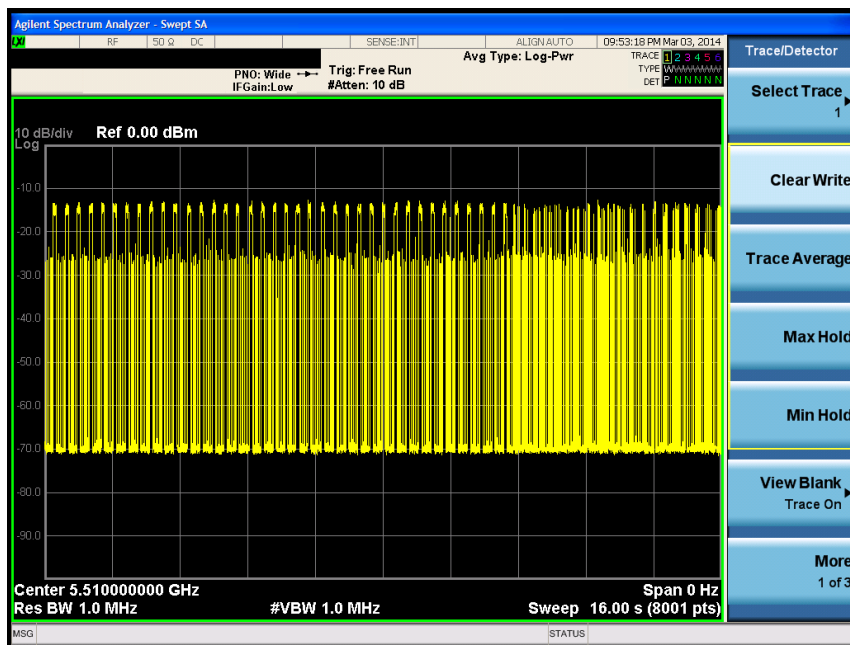 Agilent Spectrum Analyzer - Swept SA
LXI RF 50 Ω DC SENSE:INT ALIGN AUTO 09:53:18 PM Mar 03, 2014
PNO: Wide Trig: Free Run Avg Type: Log-Pwr TRACE 1 2 3 4 5 6
IFGain:Low #Atten: 10 dB TYPE WWWWWW
DET P N N N N N
10 dB/div Ref 0.00 dBm
Log
-10.0
-20.0
-30.0
-40.0
-50.0
-60.0
-70.0
-80.0
-90.0
Center 5.510000000 GHz Span 0 Hz
Res BW 1.0 MHz #VBW 1.0 MHz Sweep 16.00 s (8001 pts)
MSG STATUS
Trace/Detector
Select Trace
1
Clear Write
Trace Average
Max Hold
Min Hold
View Blank
Trace On
More
1 of 3